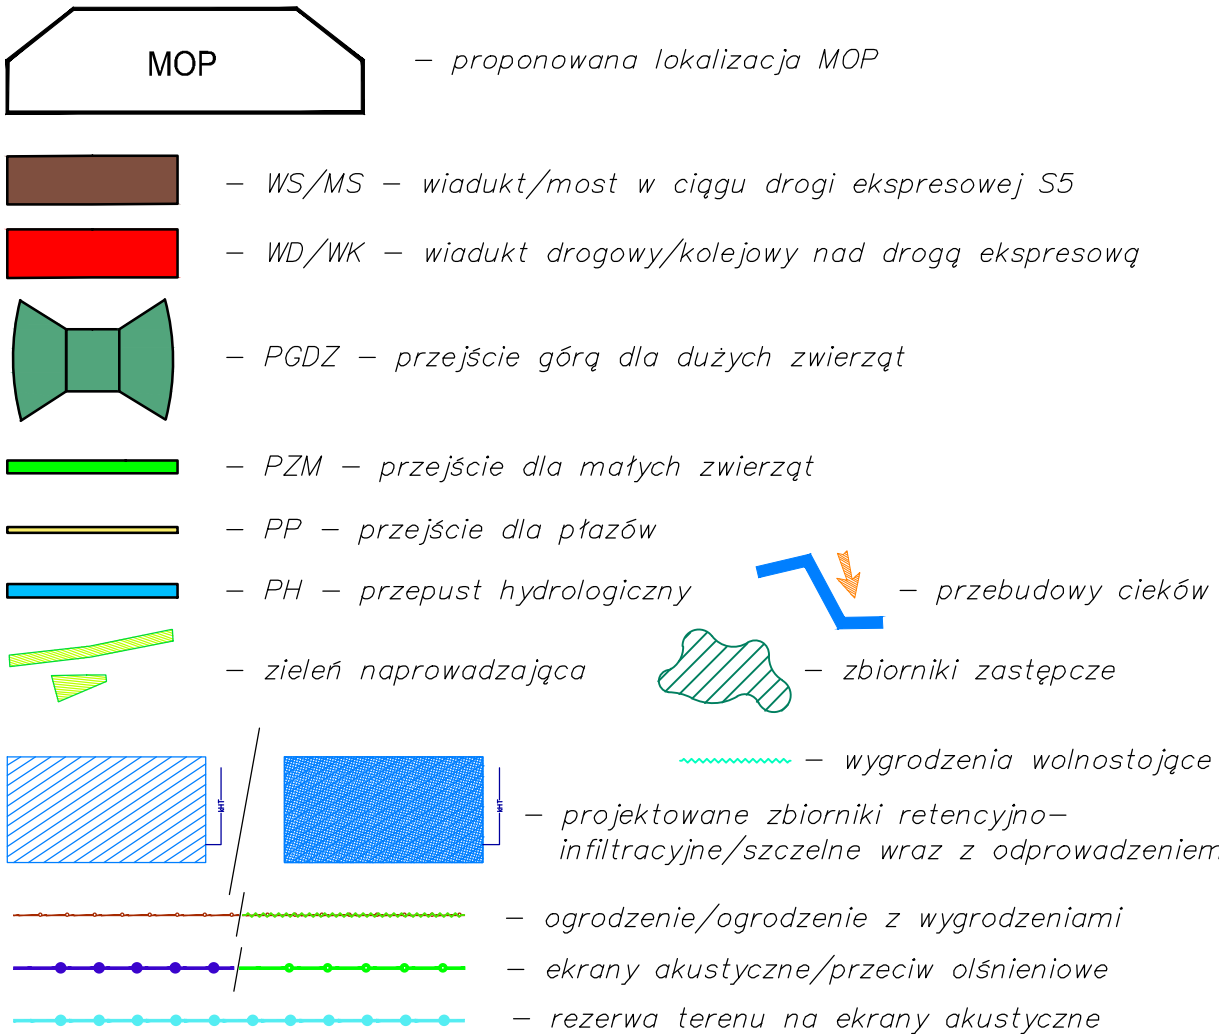 MOP – proponowana lokalizacja MOP
– WS/MS – wiadukt/most w ciągu drogi ekspresowej S5
– WD/WK – wiadukt drogowy/kolejowy nad drogą ekspresową
– PGDZ – przejście górą dla dużych zwierząt
– PZM – przejście dla małych zwierząt
– PP – przejście dla płazów
– PH – przepust hydrologiczny
– przebudowy cieków
– zieleń naprowadzająca
– zbiorniki zastępcze
– wygrodzenia wolnostojące
– projektowane zbiorniki retencyjno–
infiltracyjne/szczelne wraz z odprowadzeniem
– ogrodzenie/ogrodzenie z wygrodzeniami
– ekrany akustyczne/przeciw olśnieniowe
– rezerwa terenu na ekrany akustyczne